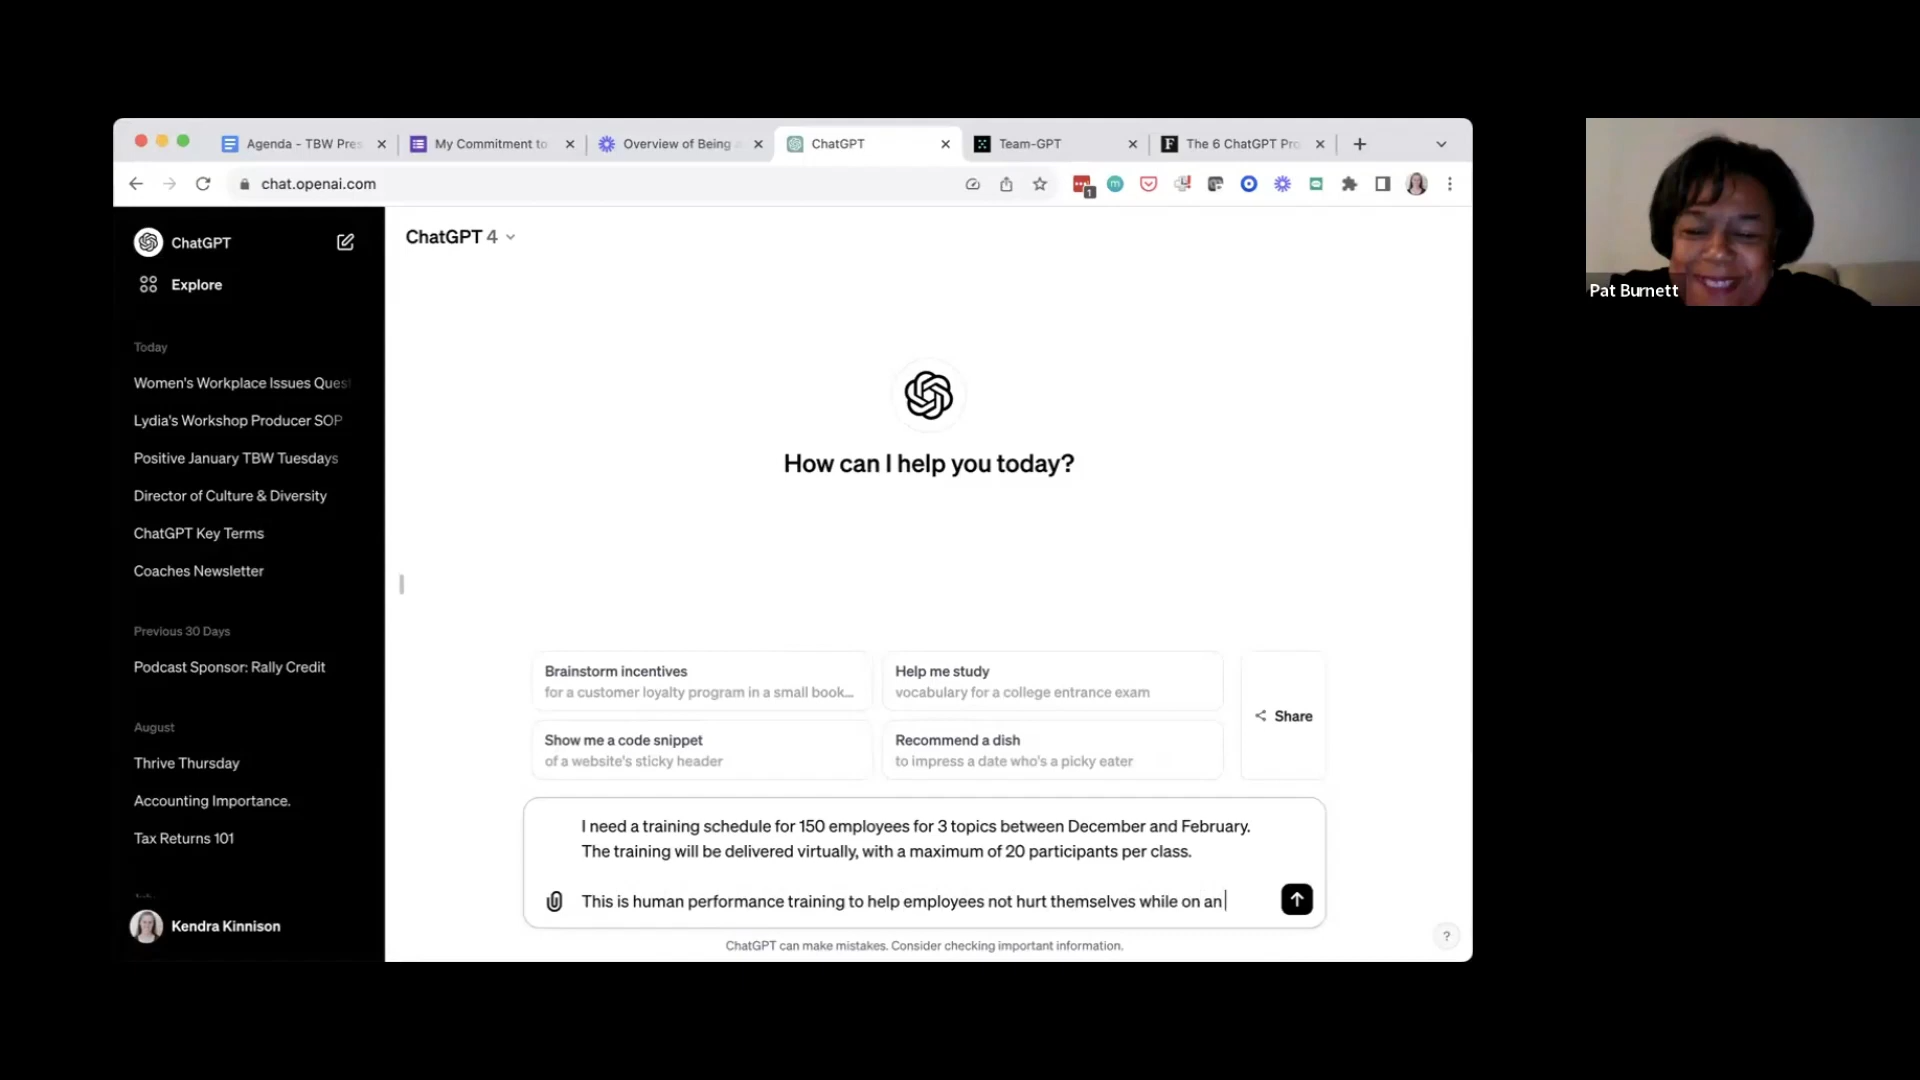 Agenda - TBW Pres
My Commitment to
Overview of Being a
ChatGPT
Team-GPT
The 6 ChatGPT Pro
chat.openai.com
1
m
ChatGPT
ChatGPT 4
Explore
Today
Women's Workplace Issues Quest
Lydia's Workshop Producer SOP
Positive January TBW Tuesdays
Director of Culture & Diversity
ChatGPT Key Terms
Coaches Newsletter
Previous 30 Days
Podcast Sponsor: Rally Credit
August
Thrive Thursday
Accounting Importance.
Tax Returns 101
Kendra Kinnison
How can I help you today?
Brainstorm incentives
for a customer loyalty program in a small book...
Help me study
vocabulary for a college entrance exam
Show me a code snippet
of a website's sticky header
Recommend a dish
to impress a date who's a picky eater
Share
I need a training schedule for 150 employees for 3 topics between December and February.
The training will be delivered virtually, with a maximum of 20 participants per class.
This is human performance training to help employees not hurt themselves while on an
ChatGPT can make mistakes. Consider checking important information.
?
Pat Burnett